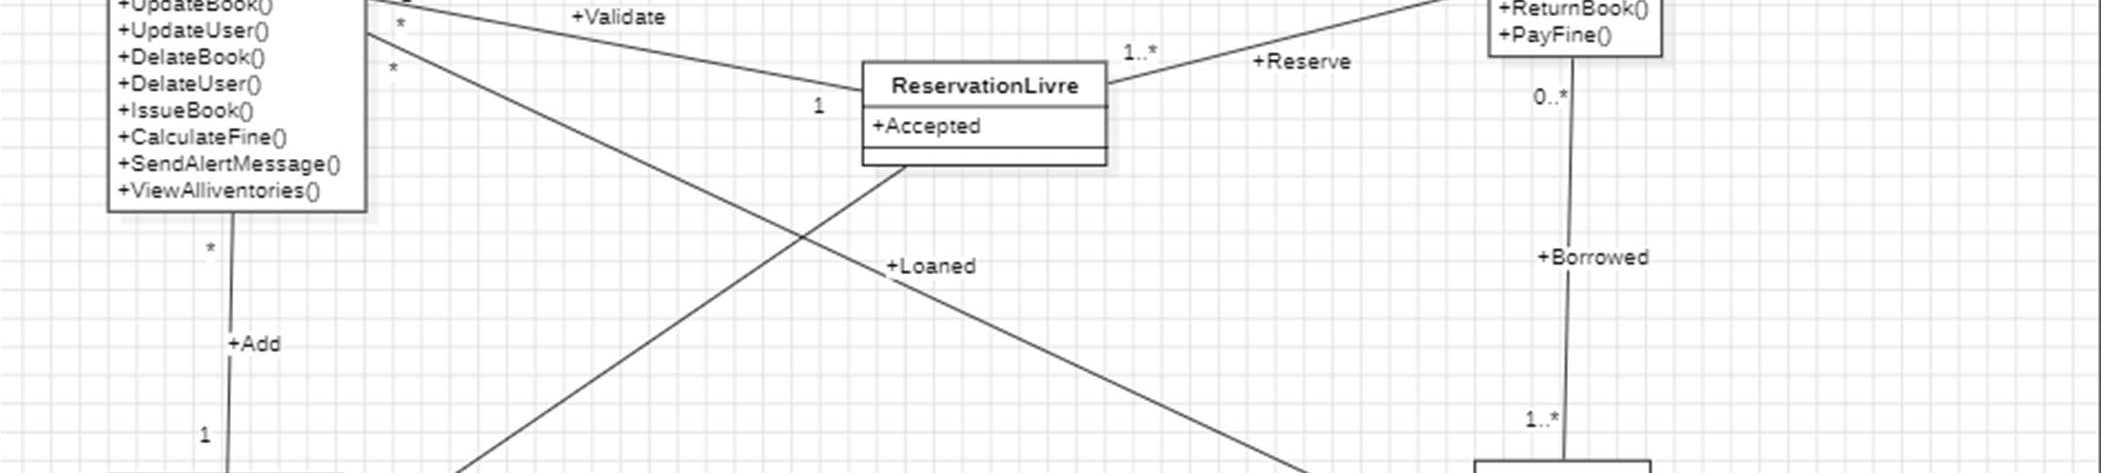 +UpdateBook()
+UpdateUser()
+DelateBook()
+DelateUser()
+IssueBook()
+CalculateFine()
+SendAlertMessage()
+ViewAlliventories()
*
*
+Validate
1
ReservationLivre
+Accepted
1..*
+Reserve
+ReturnBook()
+PayFine()
0..*
+Borrowed
1..*
+Loaned
*
+Add
1